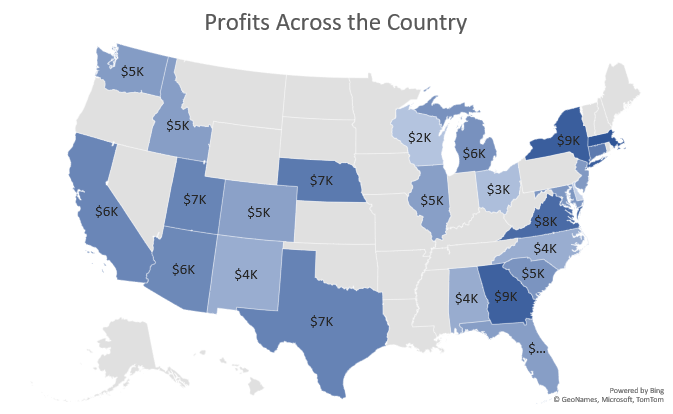 Profits Across the Country
$5K
$5K
$2K
$9K
$6K
$7K
$3K
$7K
$5K
$6K
$5K
$8K
$4K
$6K
$4K
$5K
$4K
$9K
$7K
$...
Powered by Bing
© GeoNames, Microsoft, TomTom